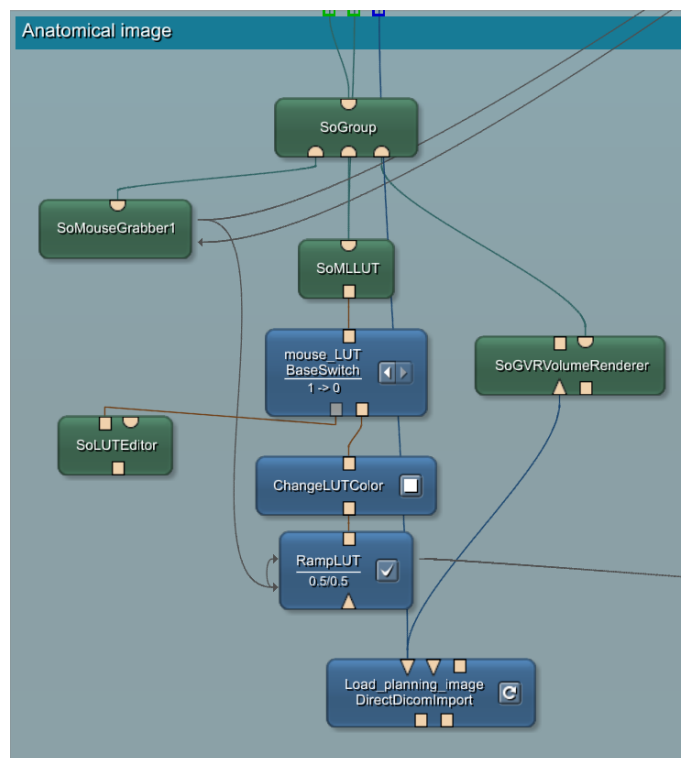 Anatomical image
SoGroup
SoMouseGrabber1
SoMLLUT
mouse_LUT
BaseSwitch
1 -> 0
SoGVRVolumeRenderer
SoLUTEditor
ChangeLUTColor
RampLUT
0.5/0.5
Load_planning_image
DirectDicomImport